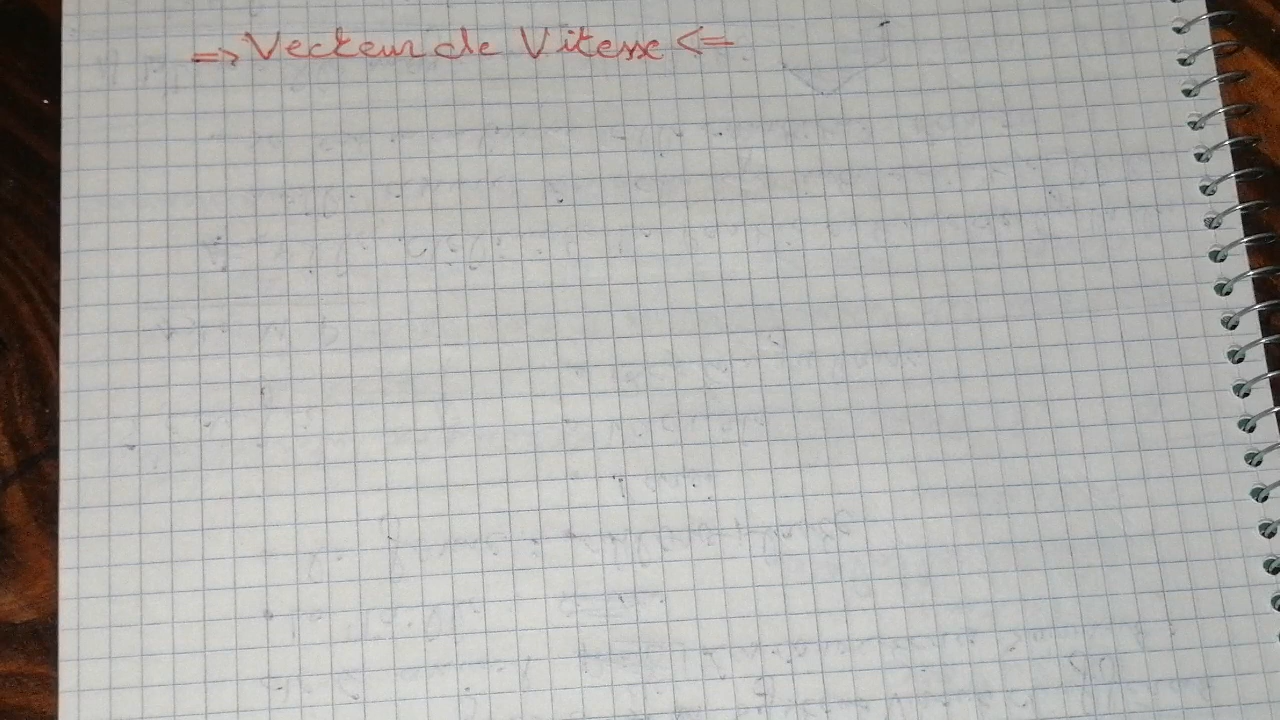 => Vecteur de Vitesse <=